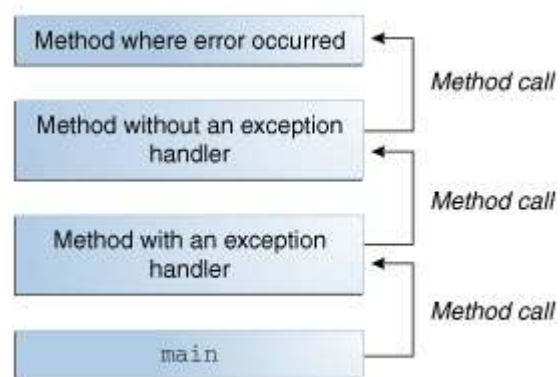 Method where error occurred
Method call
Method without an exception
handler
Method call
Method with an exception
handler
Method call
main